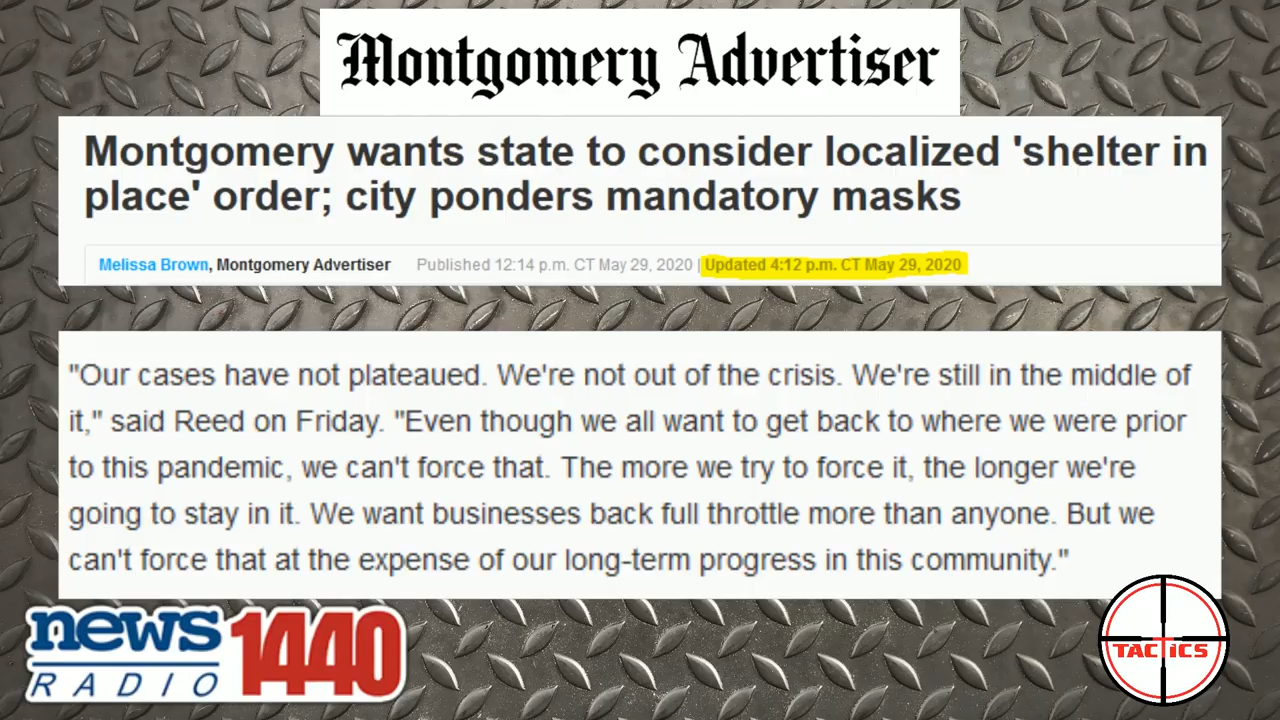 Montgomery Advertiser
Montgomery wants state to consider localized 'shelter in
place' order; city ponders mandatory masks
Melissa Brown, Montgomery Advertiser Published 12:14 p.m. CT May 29, 2020 | Updated 4:12 p.m. CT May 29, 2020
"Our cases have not plateaued. We're not out of the crisis. We're still in the middle of
it," said Reed on Friday. "Even though we all want to get back to where we were prior
to this pandemic, we can't force that. The more we try to force it, the longer we're
going to stay in it. We want businesses back full throttle more than anyone. But we
can't force that at the expense of our long-term progress in this community."
news 1440
RADIO
TACTICS